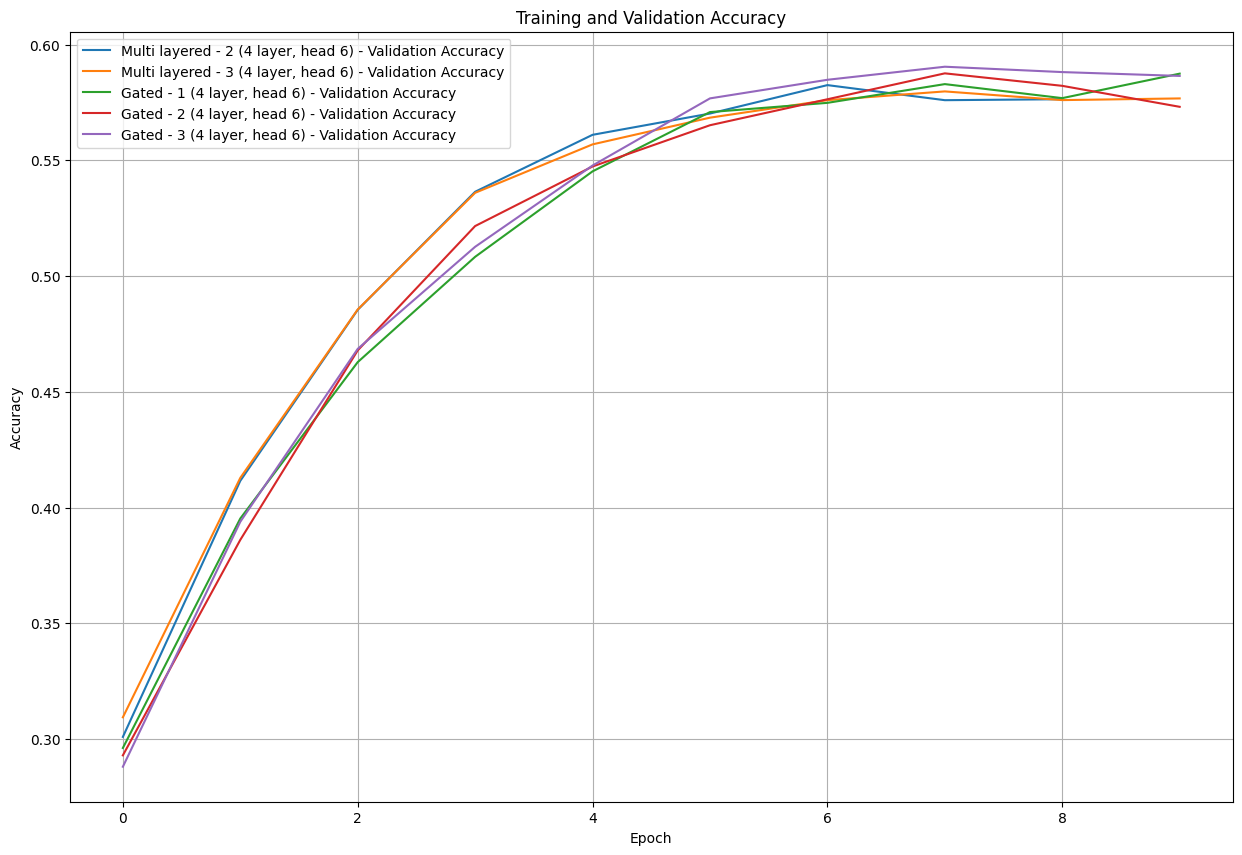 Training and Validation Accuracy
Multi layered - 2 (4 layer, head 6) - Validation Accuracy
Multi layered - 3 (4 layer, head 6) - Validation Accuracy
Gated - 1 (4 layer, head 6) - Validation Accuracy
Gated - 2 (4 layer, head 6) - Validation Accuracy
Gated - 3 (4 layer, head 6) - Validation Accuracy
Accuracy
0.60
0.55
0.50
0.45
0.40
0.35
0.30
0 2 4 6 8
Epoch